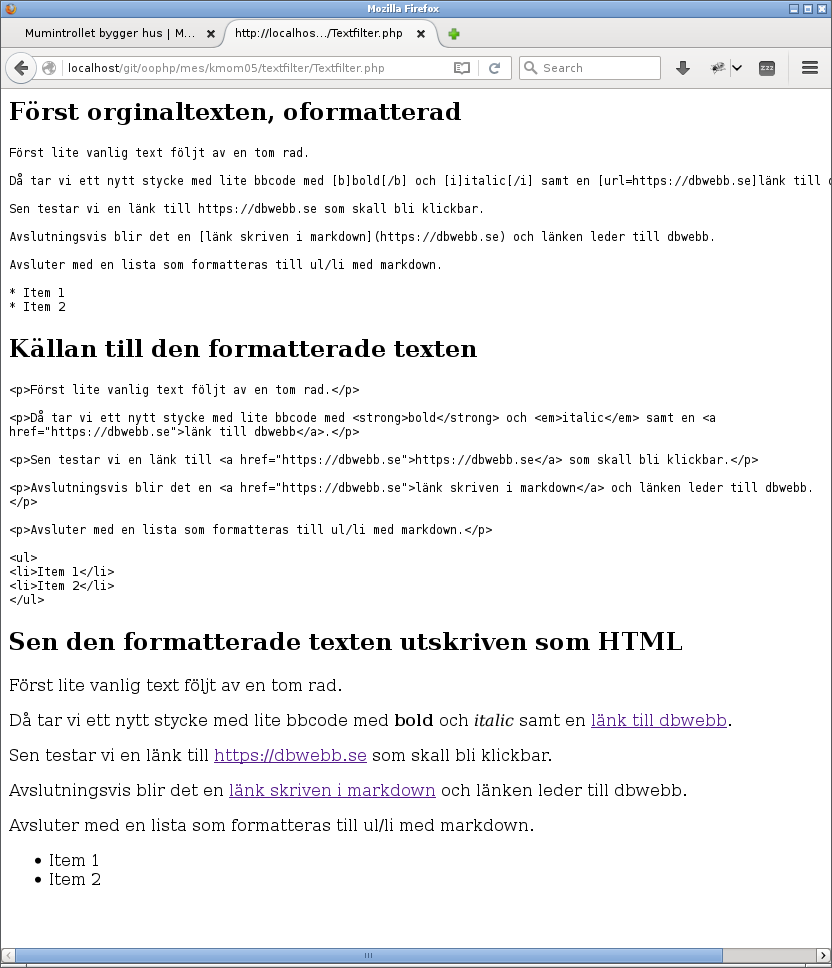 Mozilla Firefox
Mumintrollet bygger hus | M...
http://localhos.../Textfilter.php
localhost/git/oophp/mes/kmom05/textfilter/Textfilter.php
Search
zzz
Först orginaltexten, oformatterad
Först lite vanlig text följt av en tom rad.
Då tar vi ett nytt stycke med lite bbcode med [b]bold[/b] och [i]italic[/i] samt en [url=https://dbwebb.se]länk till
Sen testar vi en länk till https://dbwebb.se som skall bli klickbar.
Avslutningsvis blir det en [länk skriven i markdown](https://dbwebb.se) och länken leder till dbwebb.
Avsluter med en lista som formatteras till ul/li med markdown.
* Item 1
* Item 2
Källan till den formatterade texten
<p>Först lite vanlig text följt av en tom rad.</p>
<p>Då tar vi ett nytt stycke med lite bbcode med <strong>bold</strong> och <em>italic</em> samt en <a
href="https://dbwebb.se">länk till dbwebb</a>.</p>
<p>Sen testar vi en länk till <a href="https://dbwebb.se">https://dbwebb.se</a> som skall bli klickbar.</p>
<p>Avslutningsvis blir det en <a href="https://dbwebb.se">länk skriven i markdown</a> och länken leder till dbwebb.
</p>
<p>Avsluter med en lista som formatteras till ul/li med markdown.</p>
<ul>
<li>Item 1</li>
<li>Item 2</li>
</ul>
Sen den formatterade texten utskriven som HTML
Först lite vanlig text följt av en tom rad.
Då tar vi ett nytt stycke med lite bbcode med bold och italic samt en länk till dbwebb.
Sen testar vi en länk till https://dbwebb.se som skall bli klickbar.
Avslutningsvis blir det en länk skriven i markdown och länken leder till dbwebb.
Avsluter med en lista som formatteras till ul/li med markdown.
• Item 1
• Item 2